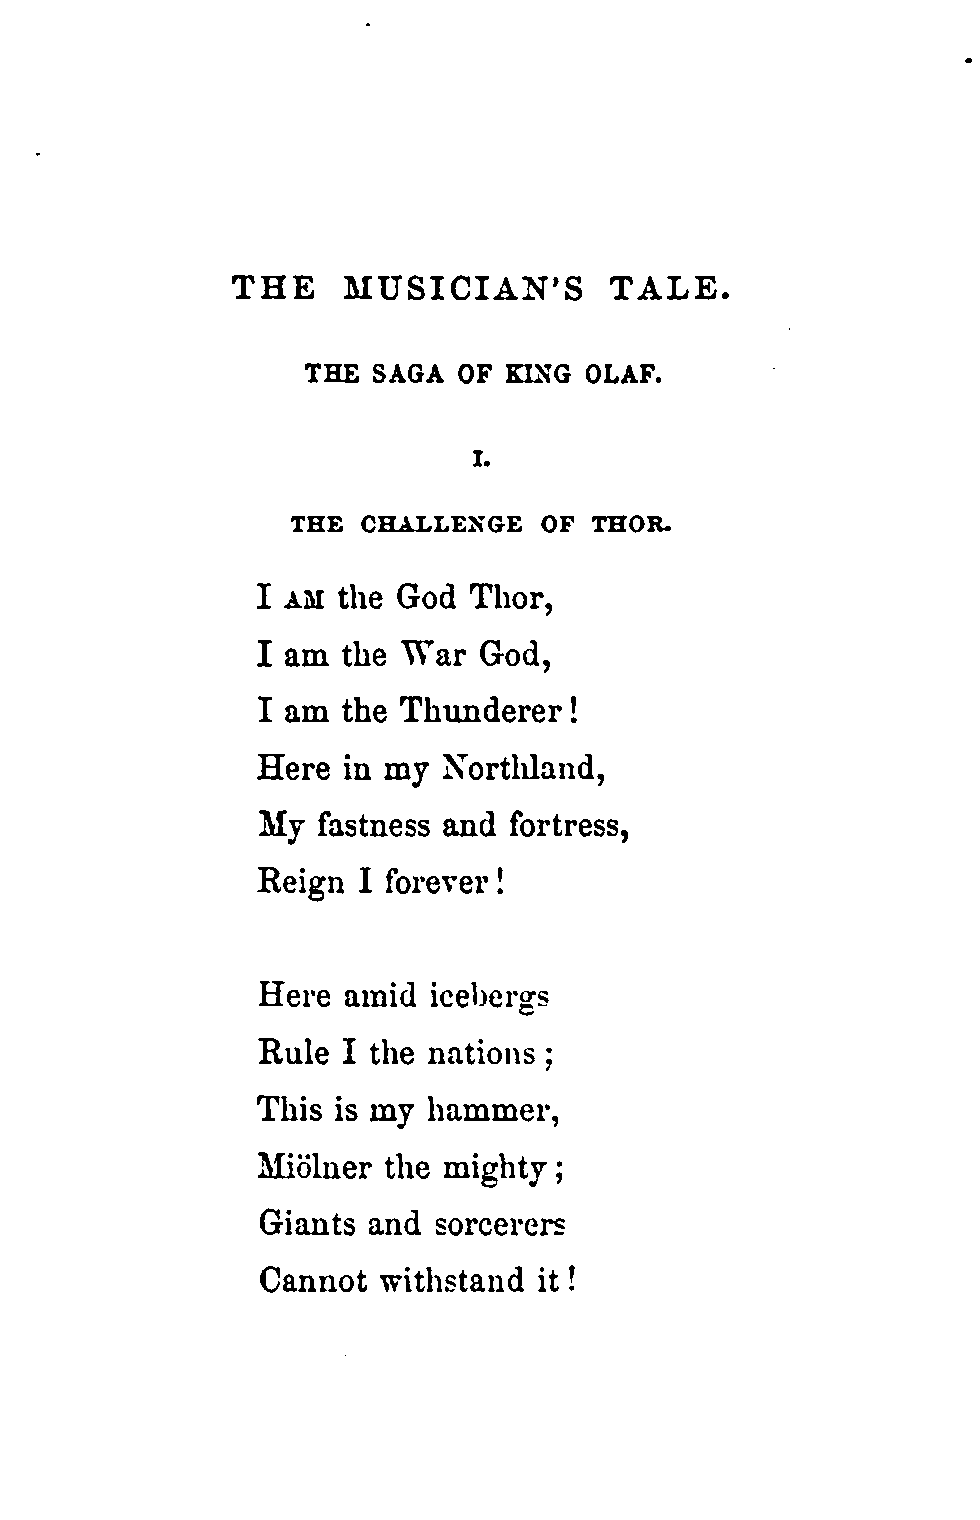 THE MUSICIAN'S TALE.
THE SAGA OF KING OLAF.
I.
THE CHALLENGE OF THOR.
I AM the God Thor,
I am the War God,
I am the Thunderer!
Here in my Northland,
My fastness and fortress,
Reign I forever!
Here amid icebergs
Rule I the nations;
This is my hammer,
Miölner the mighty;
Giants and sorcerers
Cannot withstand it!